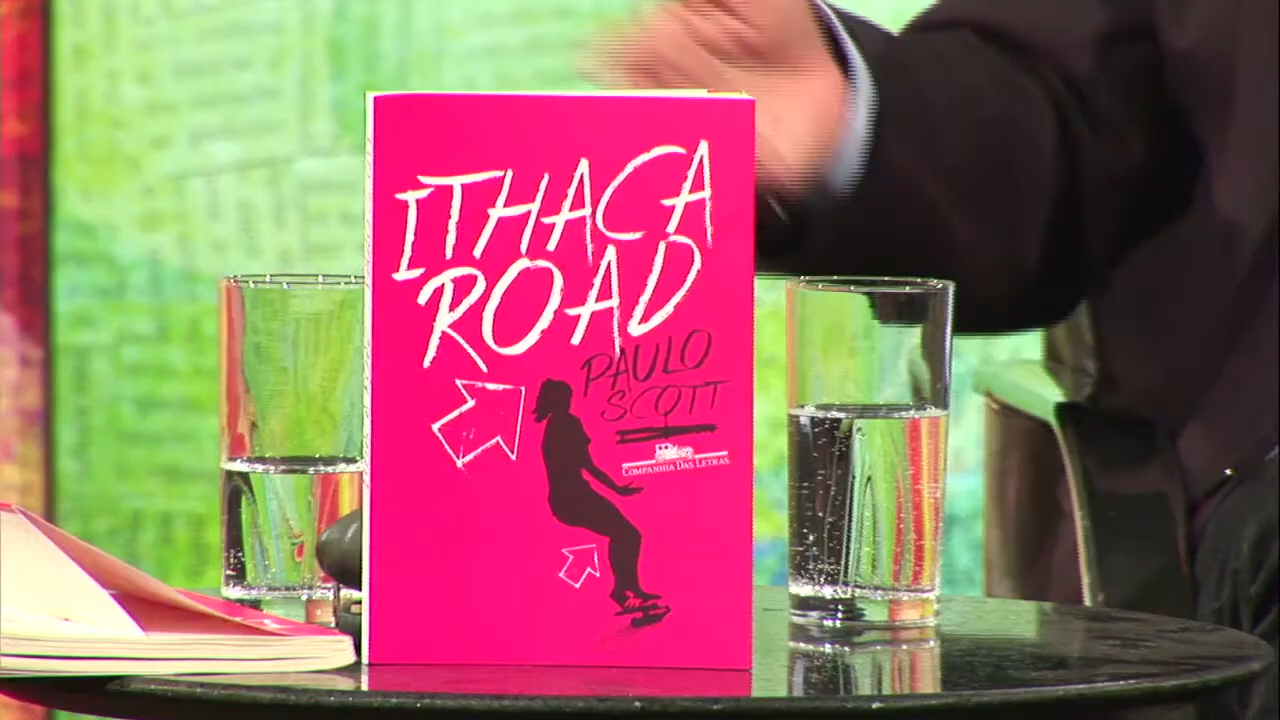 ITHACA
ROAD
PAULO
SCOTT
COMPANHIA DAS LETRAS